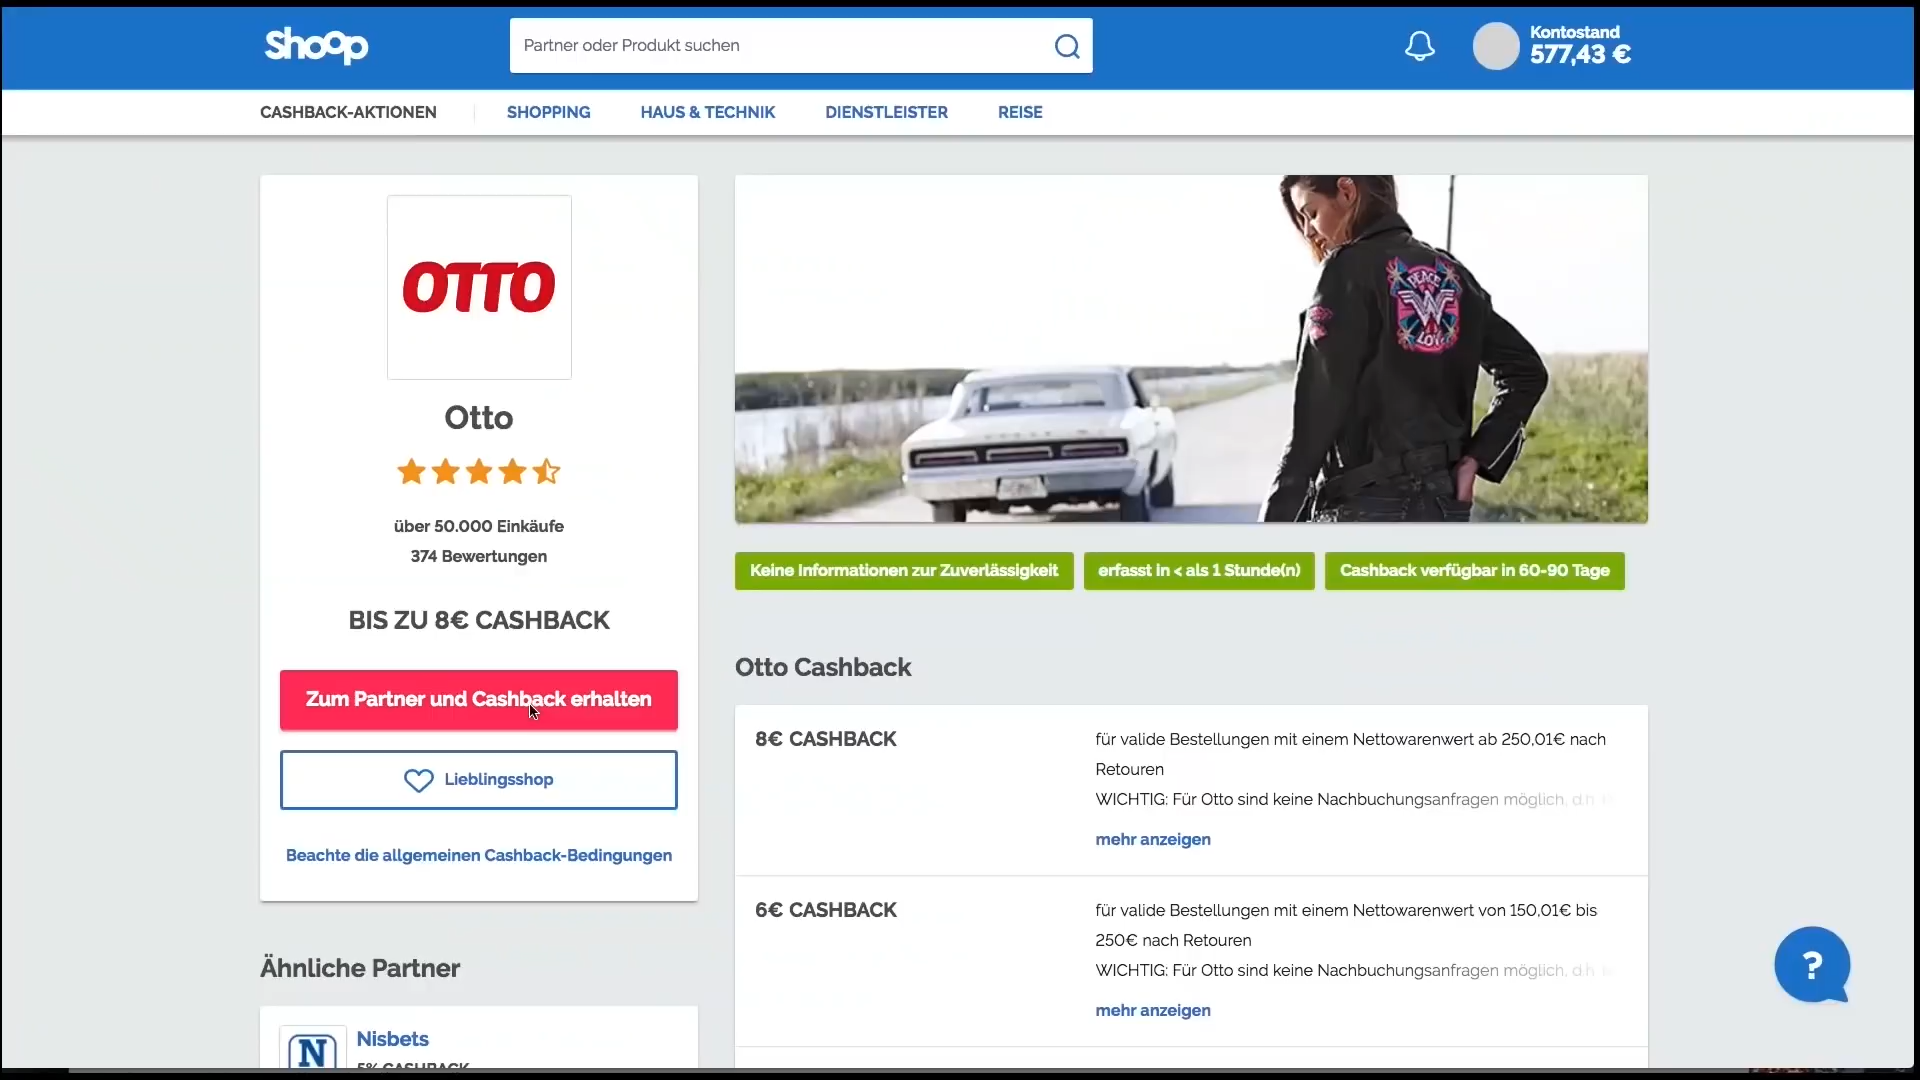 Shoop
Partner oder Produkt suchen
Kontostand
577,43 €
CASHBACK-AKTIONEN
SHOPPING
HAUS & TECHNIK
DIENSTLEISTER
REISE
OTTO
Otto
über 50.000 Einkäufe
374 Bewertungen
BIS ZU 8€ CASHBACK
Zum Partner und Cashback erhalten
Lieblingsshop
Beachte die allgemeinen Cashback-Bedingungen
Ähnliche Partner
N
Nisbets
5% CASHBACK
PEACE
W
LOVE
Keine Informationen zur Zuverlässigkeit
erfasst in < als 1 Stunde(n)
Cashback verfügbar in 60-90 Tage
Otto Cashback
8€ CASHBACK
für valide Bestellungen mit einem Nettowarenwert ab 250,01€ nach
Retouren
WICHTIG: Für Otto sind keine Nachbuchungsanfragen möglich, d.h.
mehr anzeigen
6€ CASHBACK
für valide Bestellungen mit einem Nettowarenwert von 150,01€ bis
250€ nach Retouren
WICHTIG: Für Otto sind keine Nachbuchungsanfragen möglich, d.h.
mehr anzeigen
?